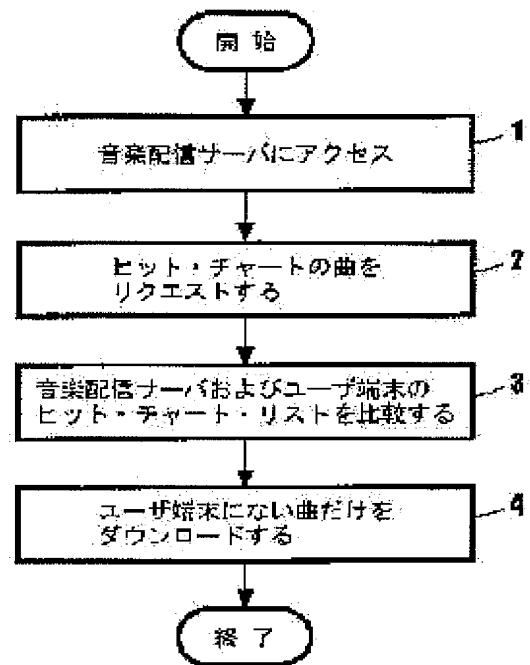 開始
音楽配信サーバにアクセス
1
ヒット・チャートの曲を
リクエストする
2
音楽配信サーバおよびユーザ端末の
ヒット・チャート・リストを比較する
3
ユーザ端末にない曲だけを
ダウンロードする
4
終了